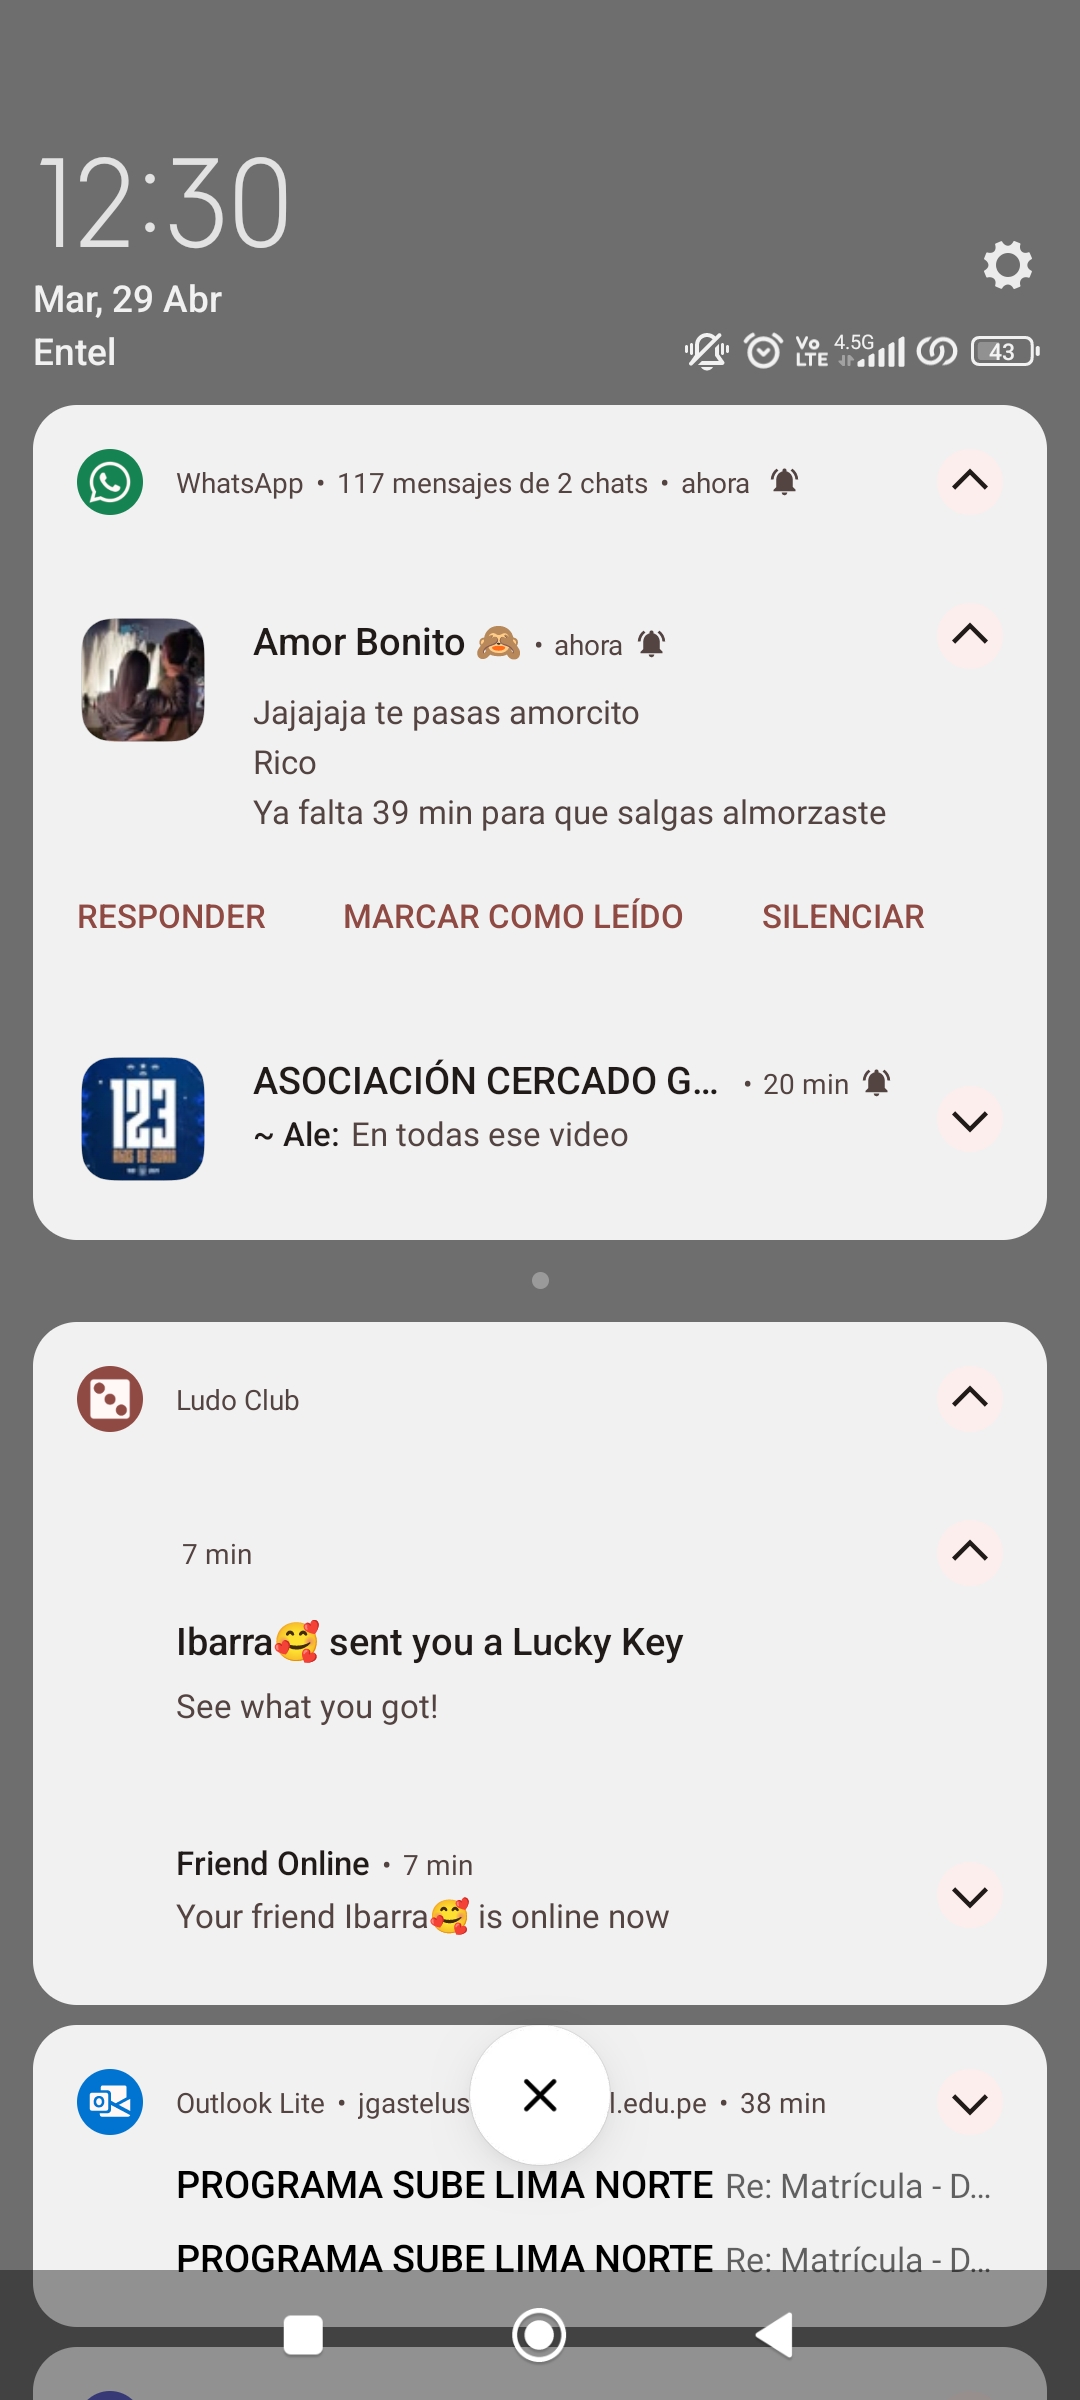 12:30
Mar, 29 Abr
Entel
Vo LTE 4.5G 43
WhatsApp • 117 mensajes de 2 chats • ahora
Amor Bonito 🙈 • ahora
Jajajaja te pasas amorcito
Rico
Ya falta 39 min para que salgas almorzaste
RESPONDER MARCAR COMO LEÍDO SILENCIAR
123
AÑOS DE GLORIA
ASOCIACIÓN CERCADO G... • 20 min
~ Ale: En todas ese video
Ludo Club
7 min
Ibarra🥰 sent you a Lucky Key
See what you got!
Friend Online • 7 min
Your friend Ibarra🥰 is online now
Outlook Lite • jgastelus l.edu.pe • 38 min
PROGRAMA SUBE LIMA NORTE Re: Matrícula - D...
PROGRAMA SUBE LIMA NORTE Re: Matrícula - D...